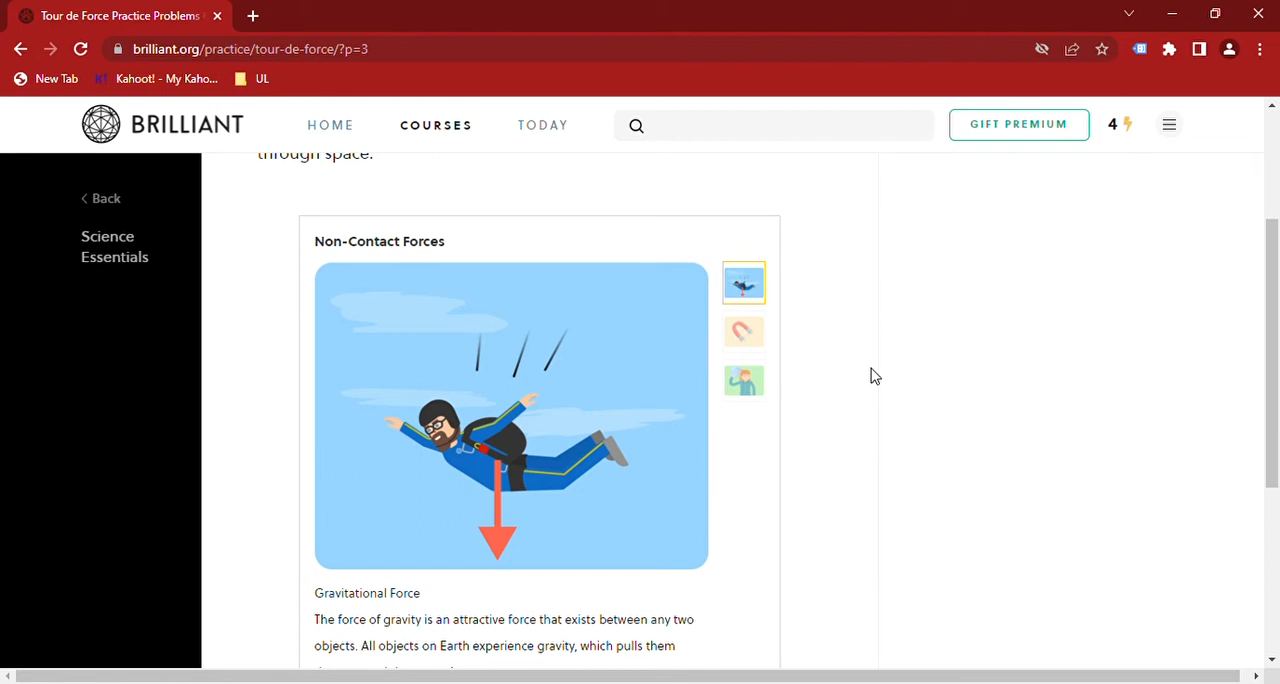 Tour de Force Practice Problems
brilliant.org/practice/tour-de-force/?p=3
New Tab
K! Kahoot! - My Kaho...
UL
BRILLIANT
HOME
COURSES
TODAY
GIFT PREMIUM
4
through space.
Back
Science
Essentials
Non-Contact Forces
Gravitational Force
The force of gravity is an attractive force that exists between any two
objects. All objects on Earth experience gravity, which pulls them